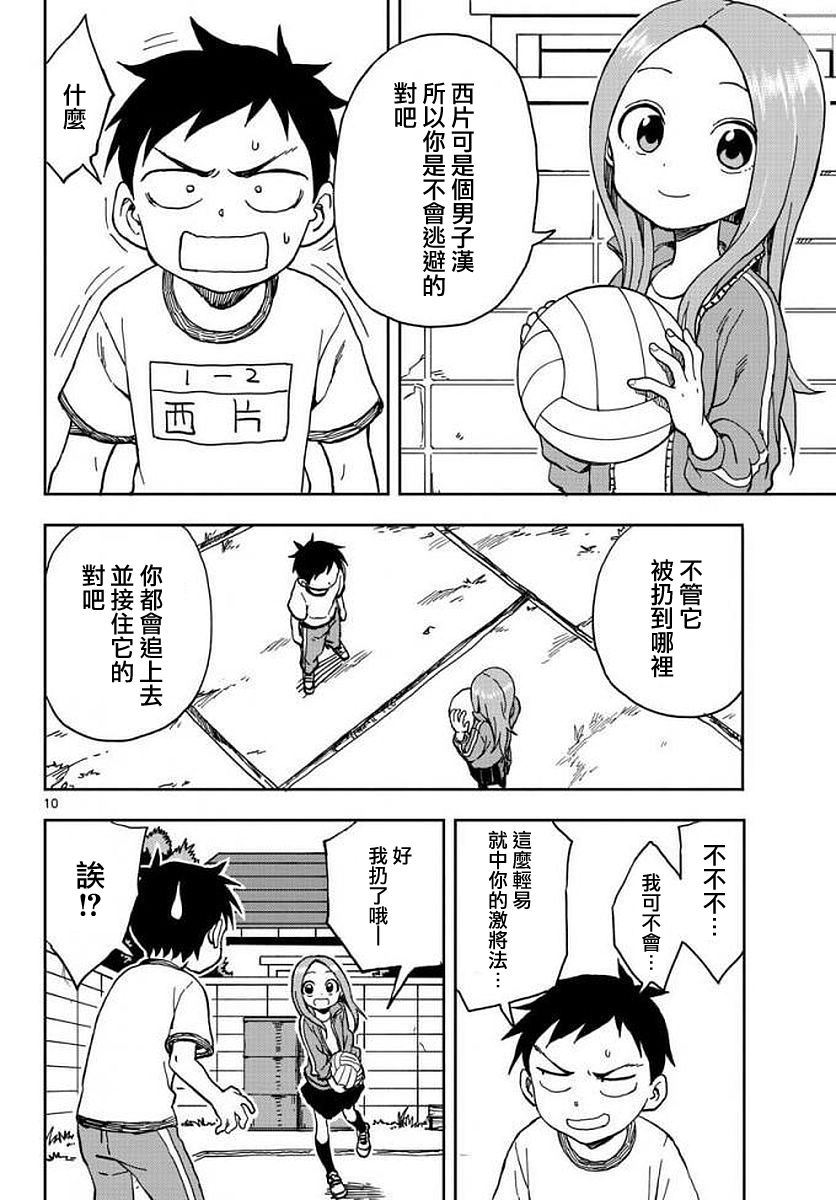 西片可是個男子漢
所以你是不會逃避的
對吧
什麼
1-2
西片
不管它
被扔到哪裡
你都會追上去
並接住它的
對吧
10
不不不…
我可不會…
這麼輕易
就中你的激將法…
好
我扔了哦—
誒!?